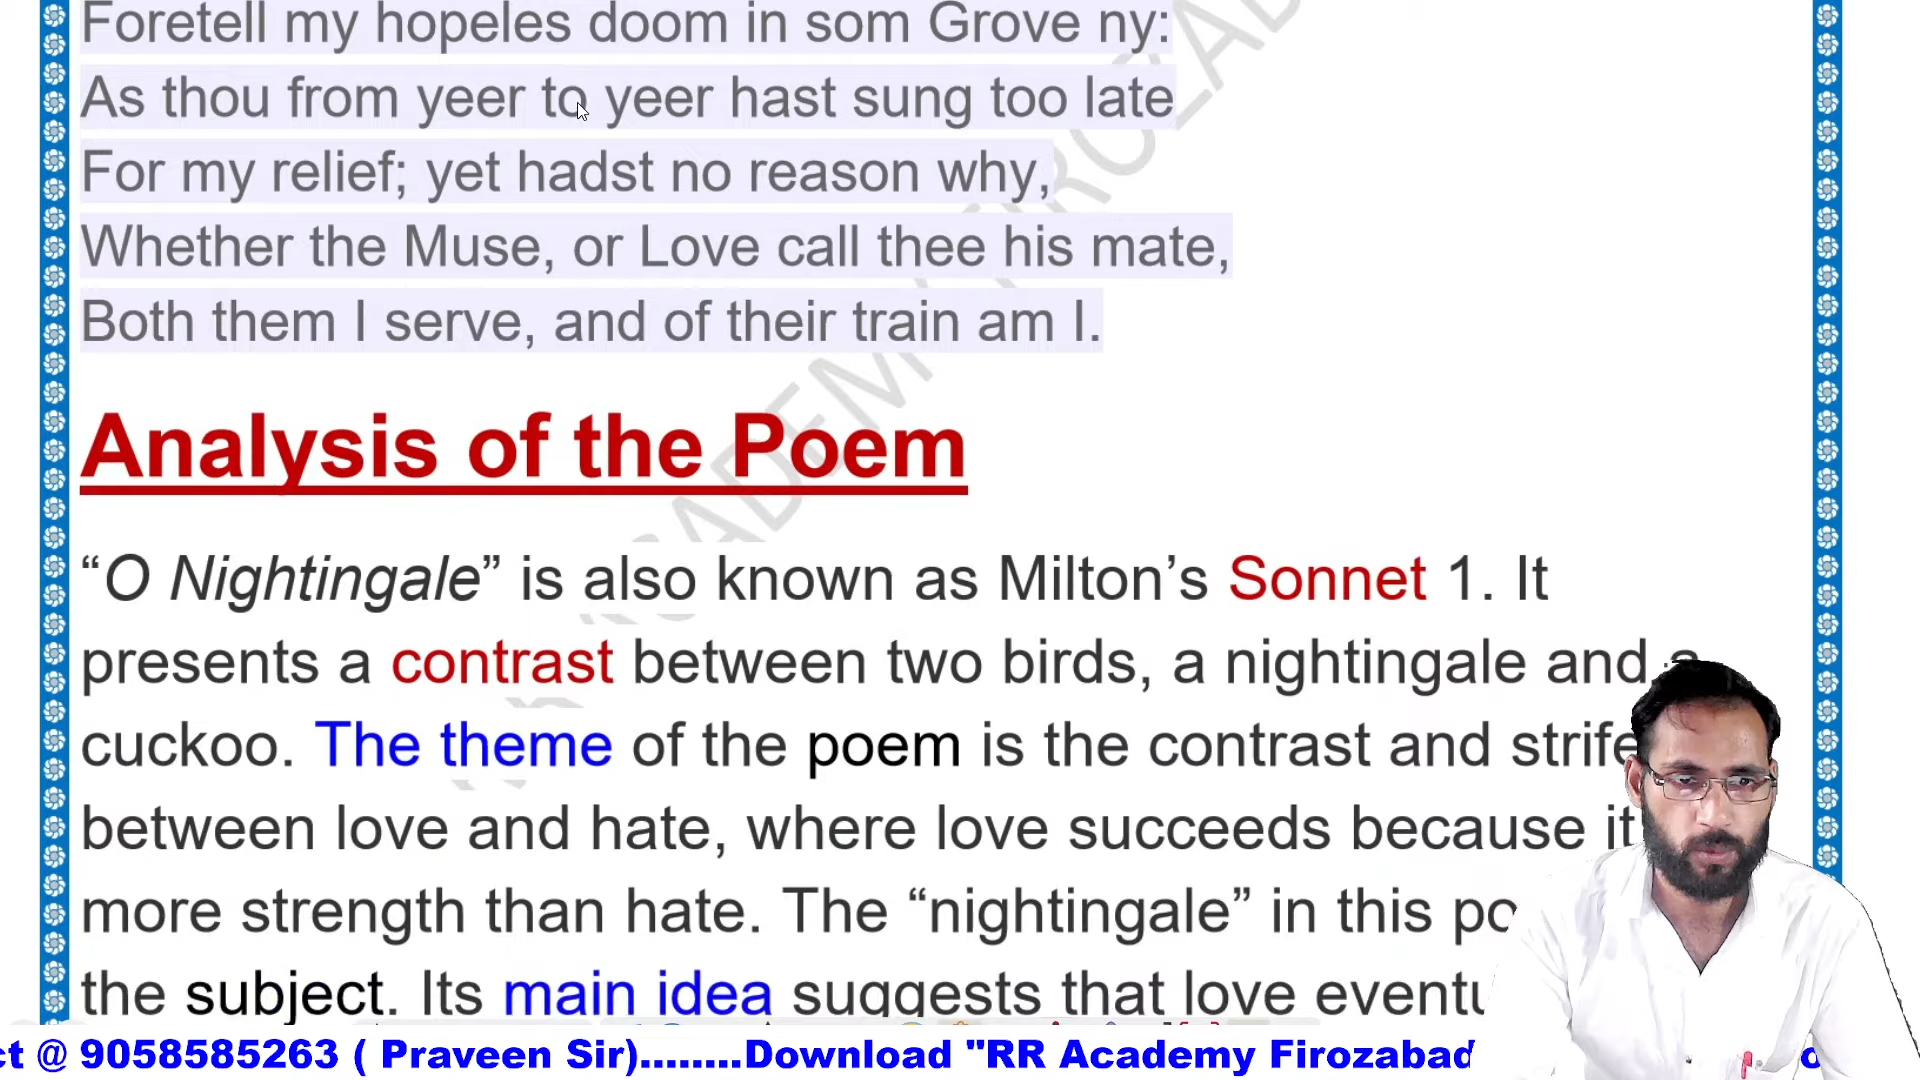 Foretell my hopeles doom in som Grove ny:
As thou from yeer to yeer hast sung too late
For my relief; yet hadst no reason why,
Whether the Muse, or Love call thee his mate,
Both them I serve, and of their train am I.
Analysis of the Poem
“O Nightingale” is also known as Milton’s Sonnet 1. It
presents a contrast between two birds, a nightingale and a
cuckoo. The theme of the poem is the contrast and strife
between love and hate, where love succeeds because it
more strength than hate. The “nightingale” in this po
the subject. Its main idea suggests that love eventu
ct @ 9058585263 ( Praveen Sir)........Download "RR Academy Firozabad